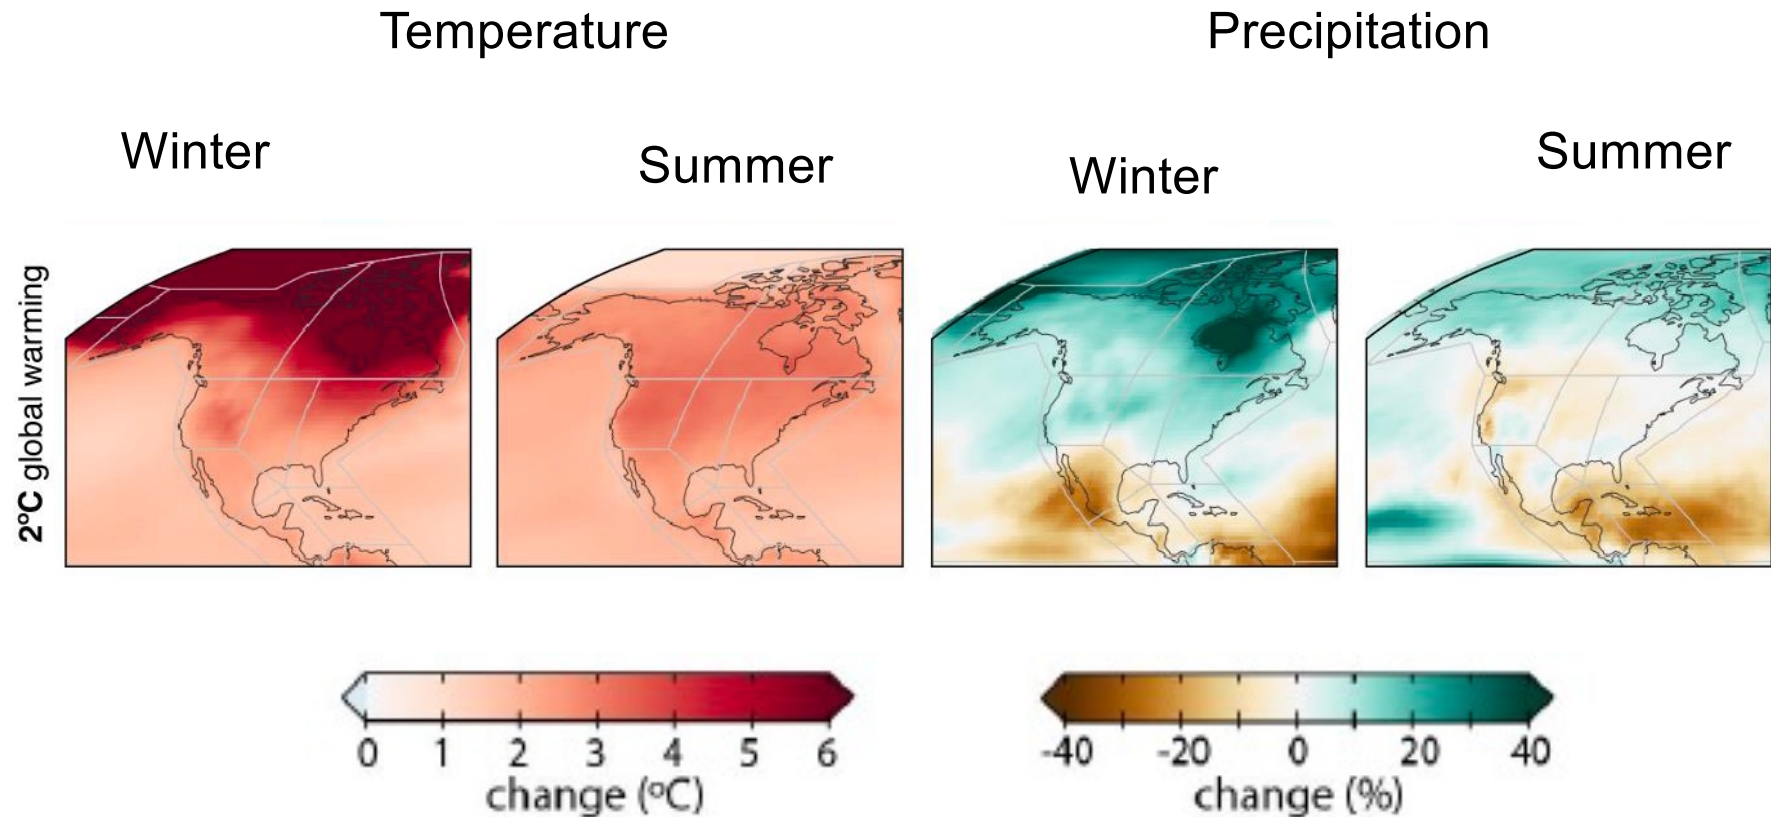 Temperature
Precipitation
Winter
Summer
Winter
Summer
2ºC global warming
0 1 2 3 4 5 6
change (ºC)
-40 -20 0 20 40
change (%)